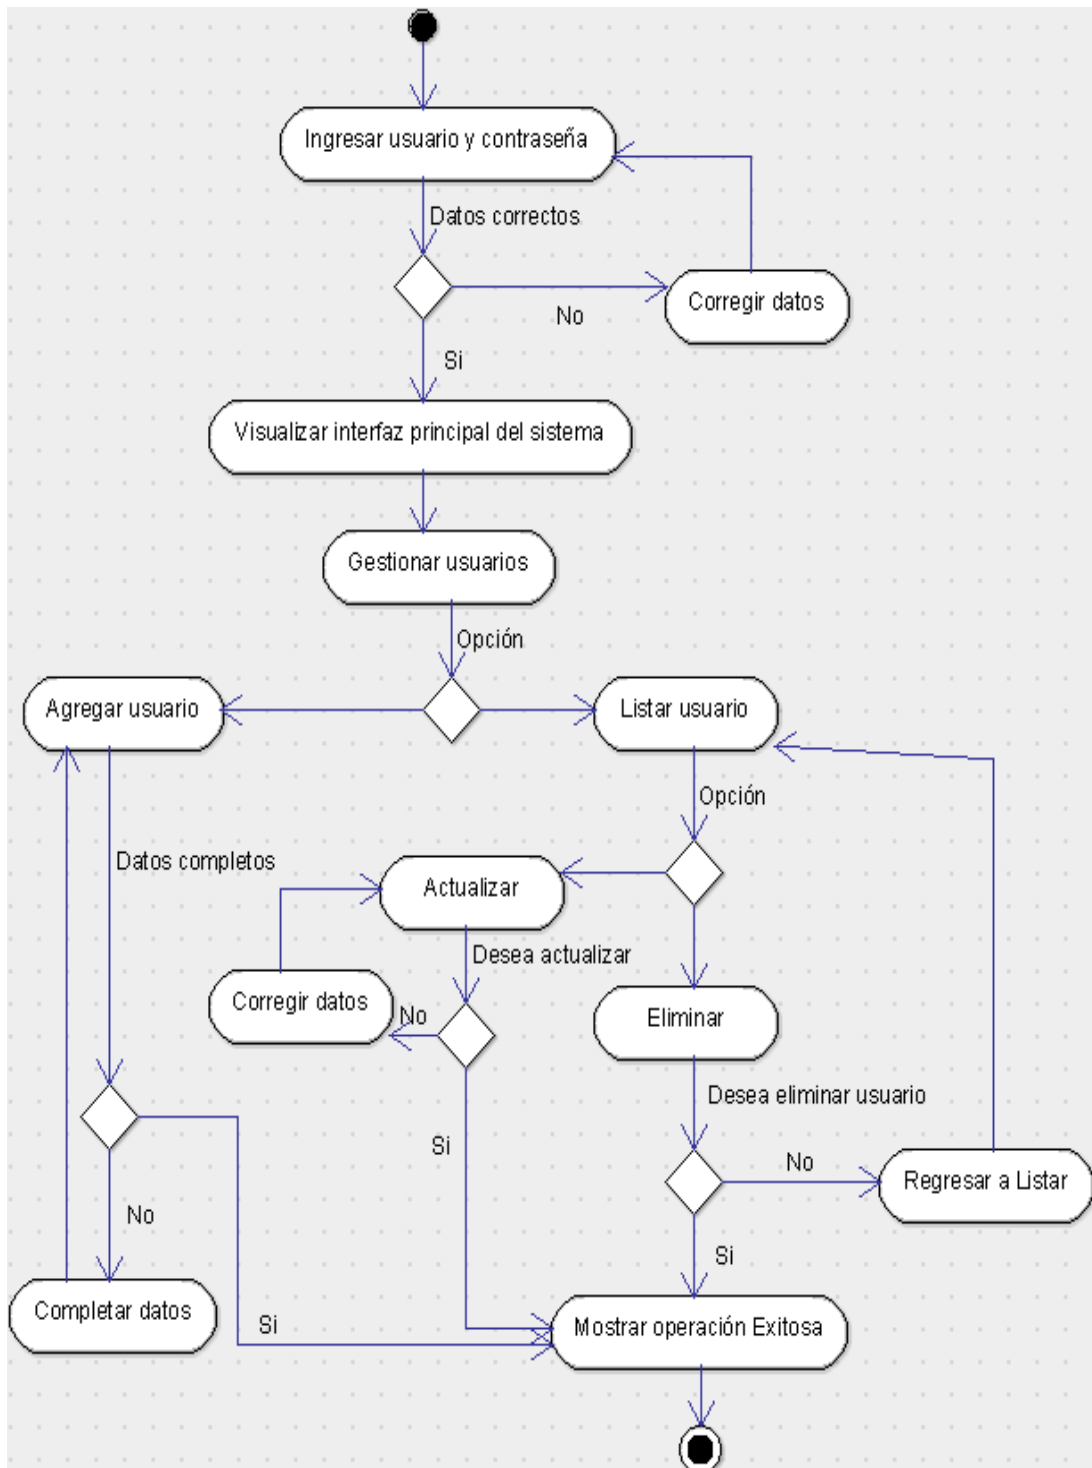 Ingresar usuario y contraseña
Datos correctos
No
Corregir datos
Si
Visualizar interfaz principal del sistema
Gestionar usuarios
Opción
Agregar usuario
Listar usuario
Opción
Datos completos
Actualizar
Desea actualizar
Corregir datos
No
Eliminar
Desea eliminar usuario
Si
No
Regresar a Listar
No
Si
Completar datos
Si
Mostrar operación Exitosa